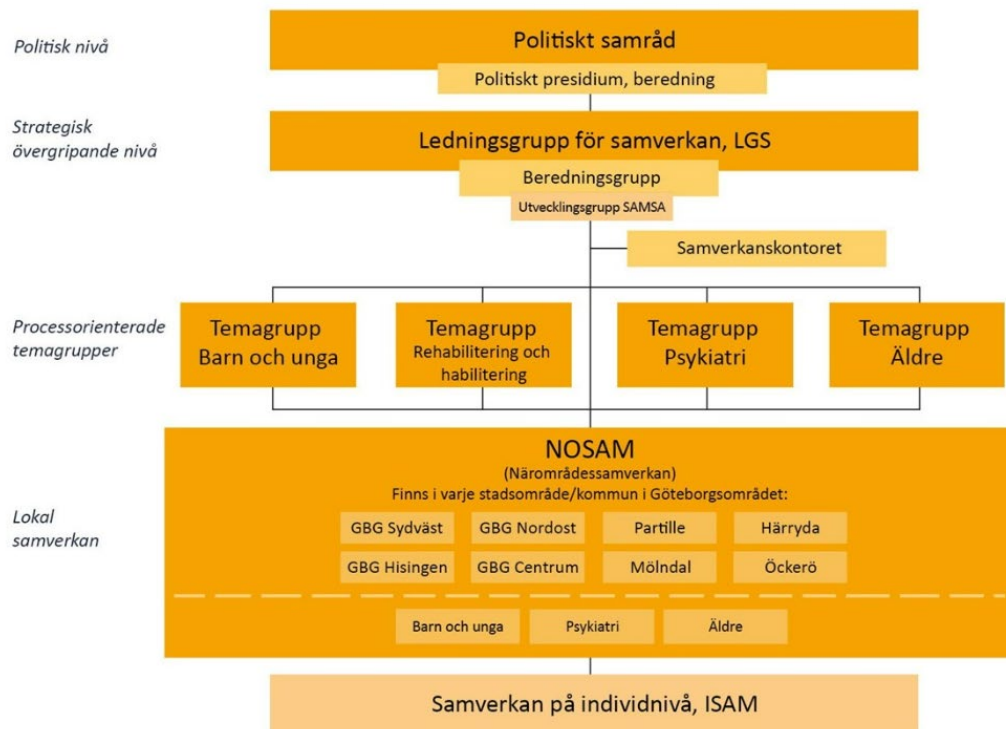 Politisk nivå
Politiskt samråd
Politiskt presidium, beredning
Strategisk
övergripande nivå
Ledningsgrupp för samverkan, LGS
Beredningsgrupp
Utvecklingsgrupp SAMSA
Samverkanskontoret
Processorienterade
temagrupper
Temagrupp
Barn och unga
Temagrupp
Rehabilitering och
habilitering
Temagrupp
Psykiatri
Temagrupp
Äldre
Lokal
samverkan
NOSAM
(Närområdessamverkan)
Finns i varje stadsområde/kommun i Göteborgsområdet:
GBG Sydväst
GBG Nordost
Partille
Härryda
GBG Hisingen
GBG Centrum
Mölndal
Öckerö
Barn och unga
Psykiatri
Äldre
Samverkan på individnivå, ISAM